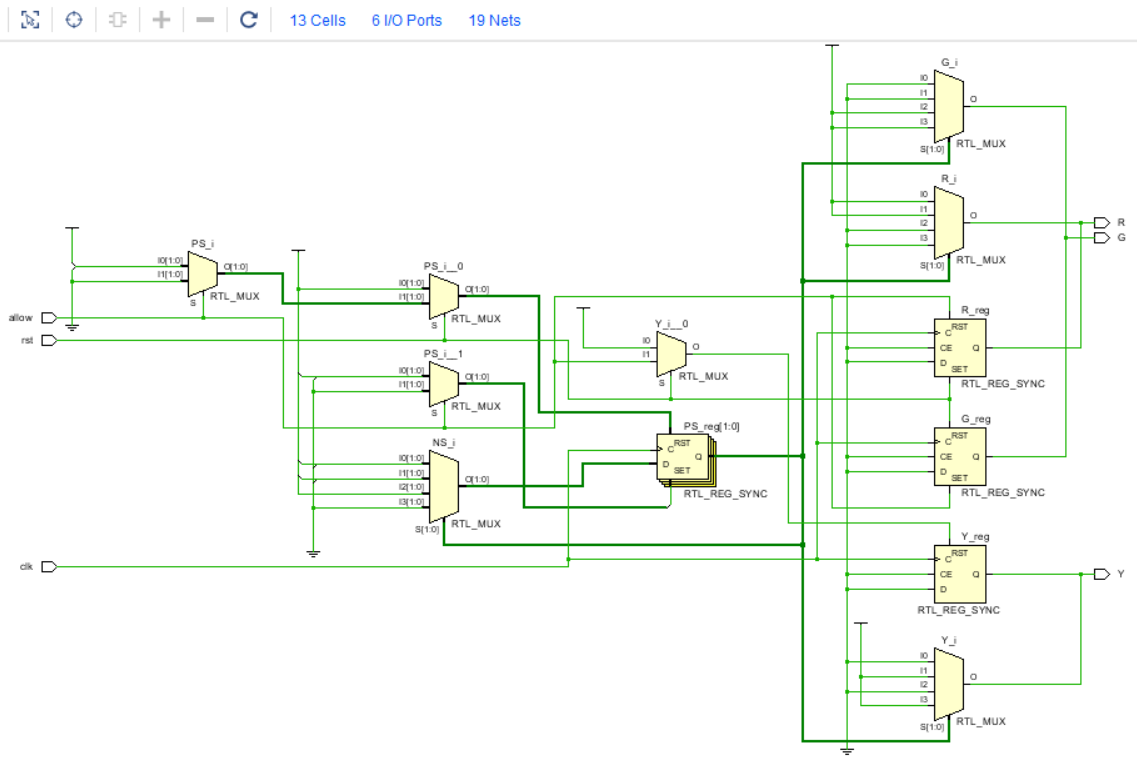 13 Cells 6 I/O Ports 19 Nets
G_i
I0
I1
I2
I3
O
S[1:0]
RTL_MUX
R_i
I0
I1
I2
I3
O
S[1:0]
RTL_MUX
R
G
PS_i
I0[1:0]
I1[1:0]
O[1:0]
S
RTL_MUX
allow
rst
PS_i__0
I0[1:0]
I1[1:0]
O[1:0]
S
RTL_MUX
PS_i__1
I0[1:0]
I1[1:0]
O[1:0]
S
RTL_MUX
NS_i
I0[1:0]
I1[1:0]
I2[1:0]
I3[1:0]
O[1:0]
S[1:0]
RTL_MUX
Y_i__0
I0
I1
O
S
RTL_MUX
PS_reg[1:0]
RST
C
D
Q
SET
RTL_REG_SYNC
R_reg
RST
C
CE
Q
D
SET
RTL_REG_SYNC
G_reg
RST
C
CE
Q
D
SET
RTL_REG_SYNC
clk
Y_reg
RST
C
CE
Q
D
RTL_REG_SYNC
Y
Y_i
I0
I1
I2
I3
O
S[1:0]
RTL_MUX